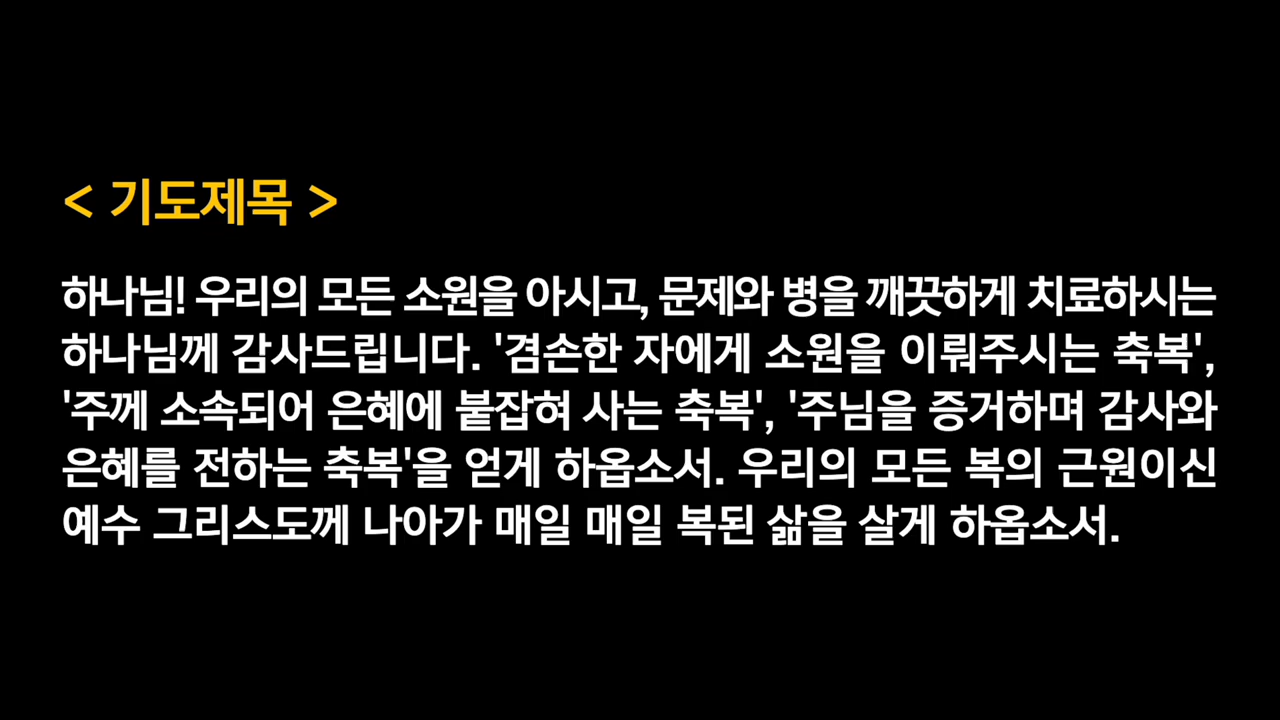 < 기도제목 >
하나님! 우리의 모든 소원을 아시고, 문제와 병을 깨끗하게 치료하시는
하나님께 감사드립니다. '겸손한 자에게 소원을 이뤄주시는 축복',
'주께 소속되어 은혜에 붙잡혀 사는 축복', '주님을 증거하며 감사와
은혜를 전하는 축복'을 얻게 하옵소서. 우리의 모든 복의 근원이신
예수 그리스도께 나아가 매일 매일 복된 삶을 살게 하옵소서.